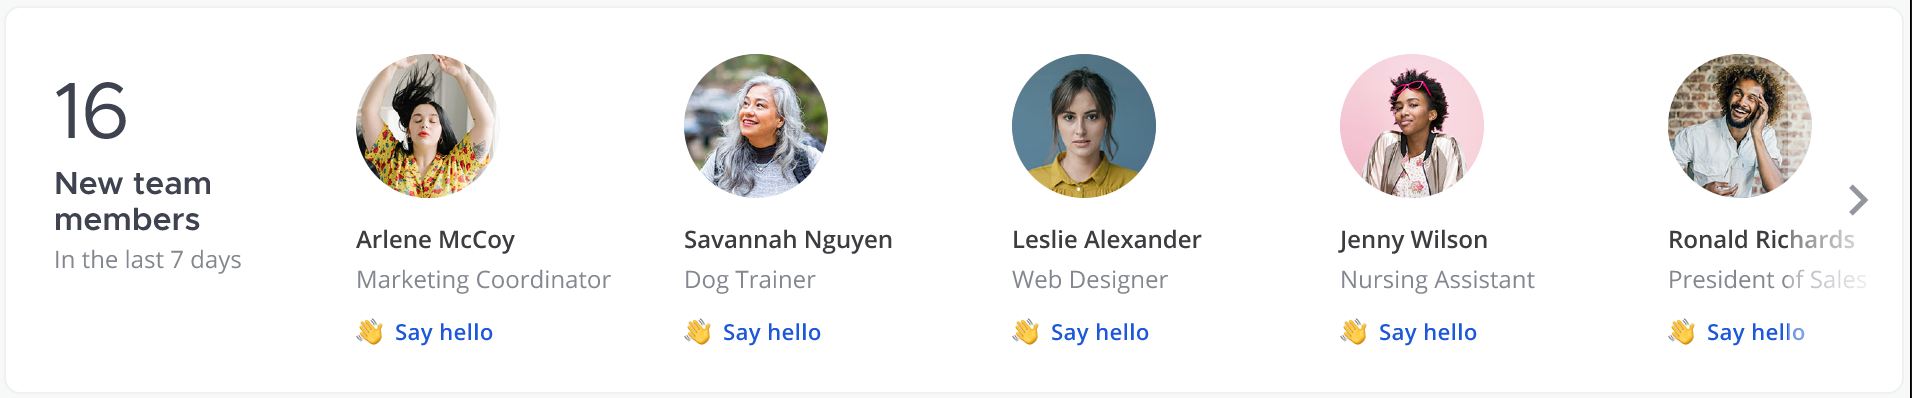 16
New team
members
In the last 7 days
Arlene McCoy
Marketing Coordinator
👋 Say hello
Savannah Nguyen
Dog Trainer
👋 Say hello
Leslie Alexander
Web Designer
👋 Say hello
Jenny Wilson
Nursing Assistant
👋 Say hello
Ronald Richards
President of Sales
👋 Say hello